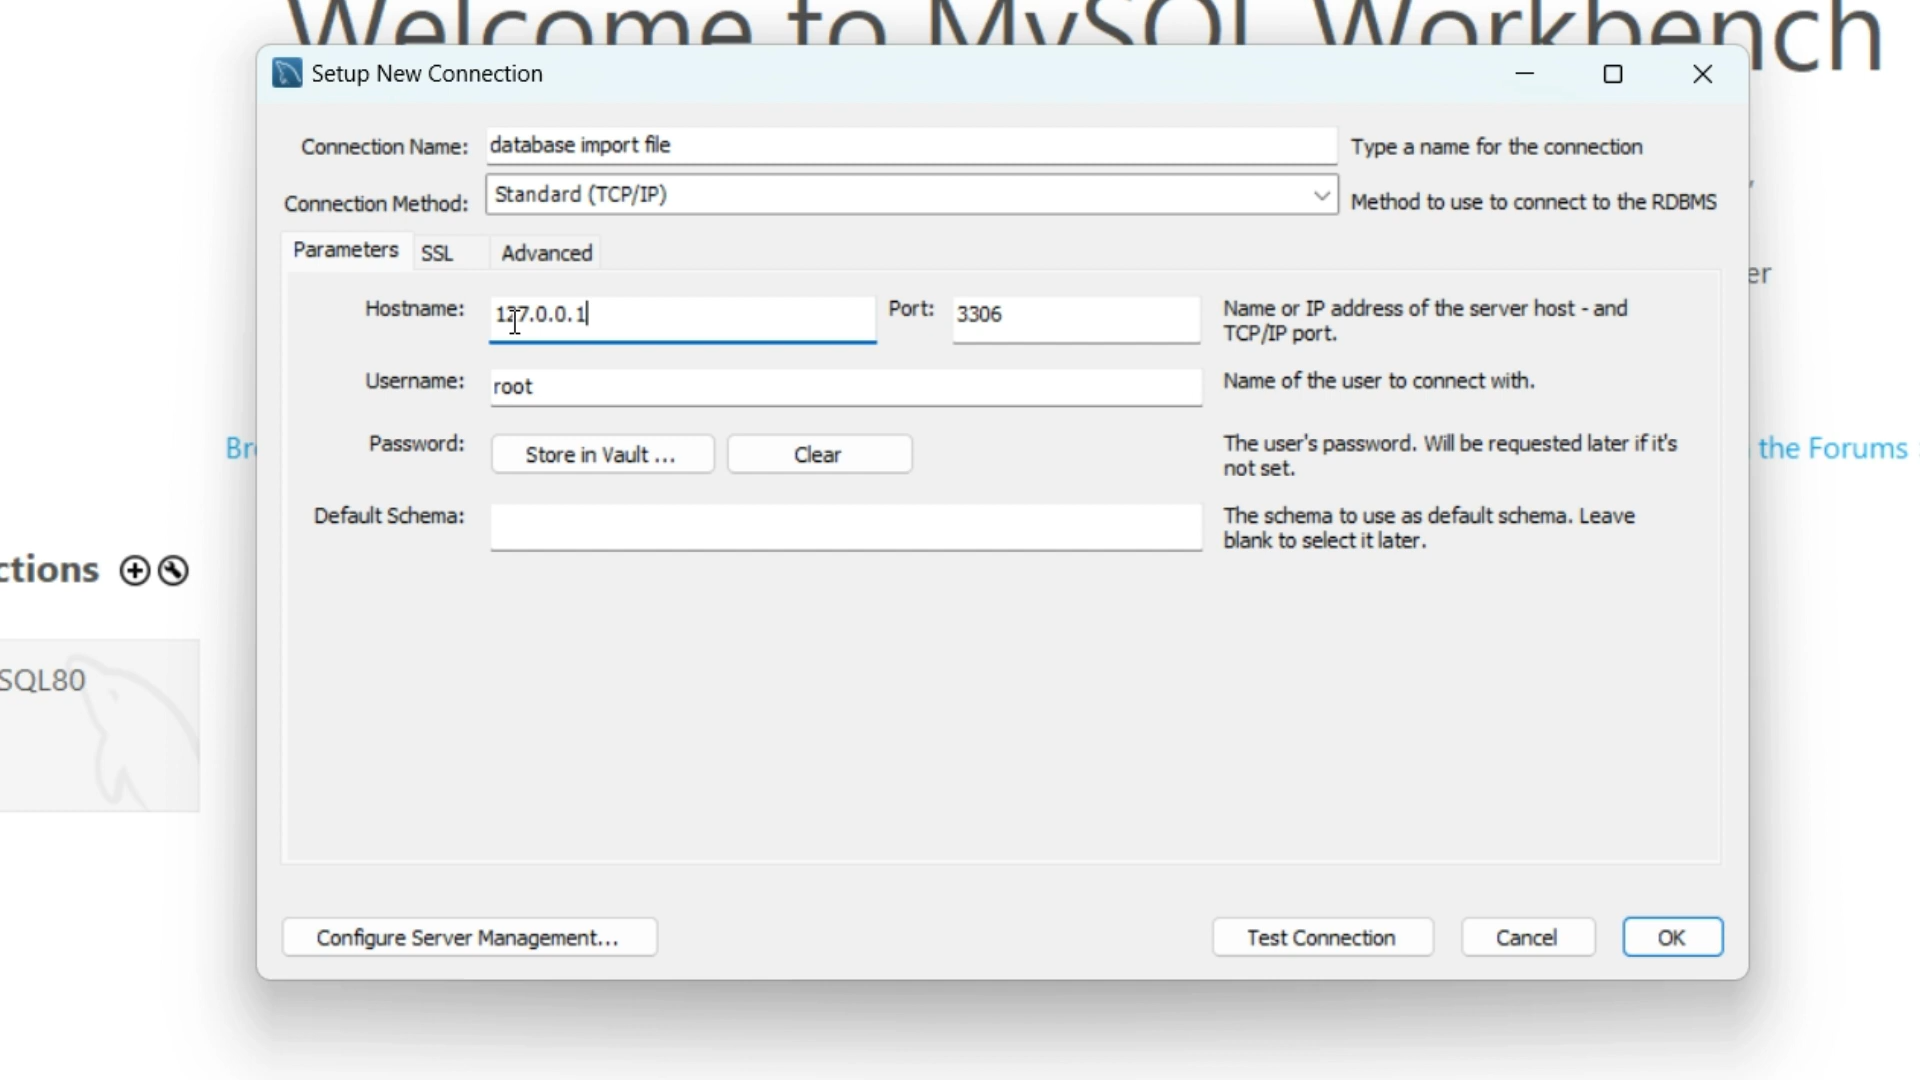 Welcome to MySQL Workbench
Setup New Connection
Connection Name: database import file Type a name for the connection
Connection Method: Standard (TCP/IP) Method to use to connect to the RDBMS
Parameters SSL Advanced
er
Hostname: 127.0.0.1 Port: 3306 Name or IP address of the server host - and
TCP/IP port.
Username: root Name of the user to connect with.
Password: Store in Vault ... Clear The user's password. Will be requested later if it's
not set.
Br the Forums
Default Schema: The schema to use as default schema. Leave
blank to select it later.
ctions
SQL80
Configure Server Management... Test Connection Cancel OK